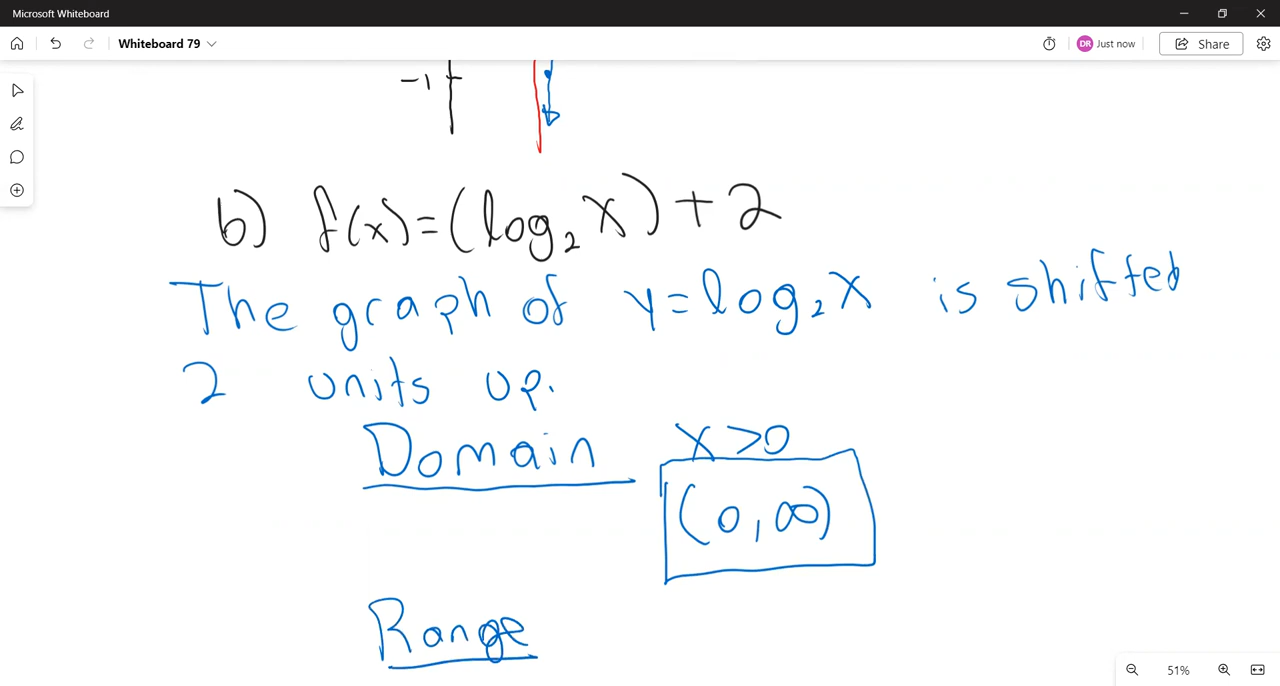 Microsoft Whiteboard
Whiteboard 79
DR Just now
Share
-1
b) f(x)=(log₂X)+2
The graph of y=log₂X is shifted
2 units up.
Domain X>0
(0,∞)
Range
51%